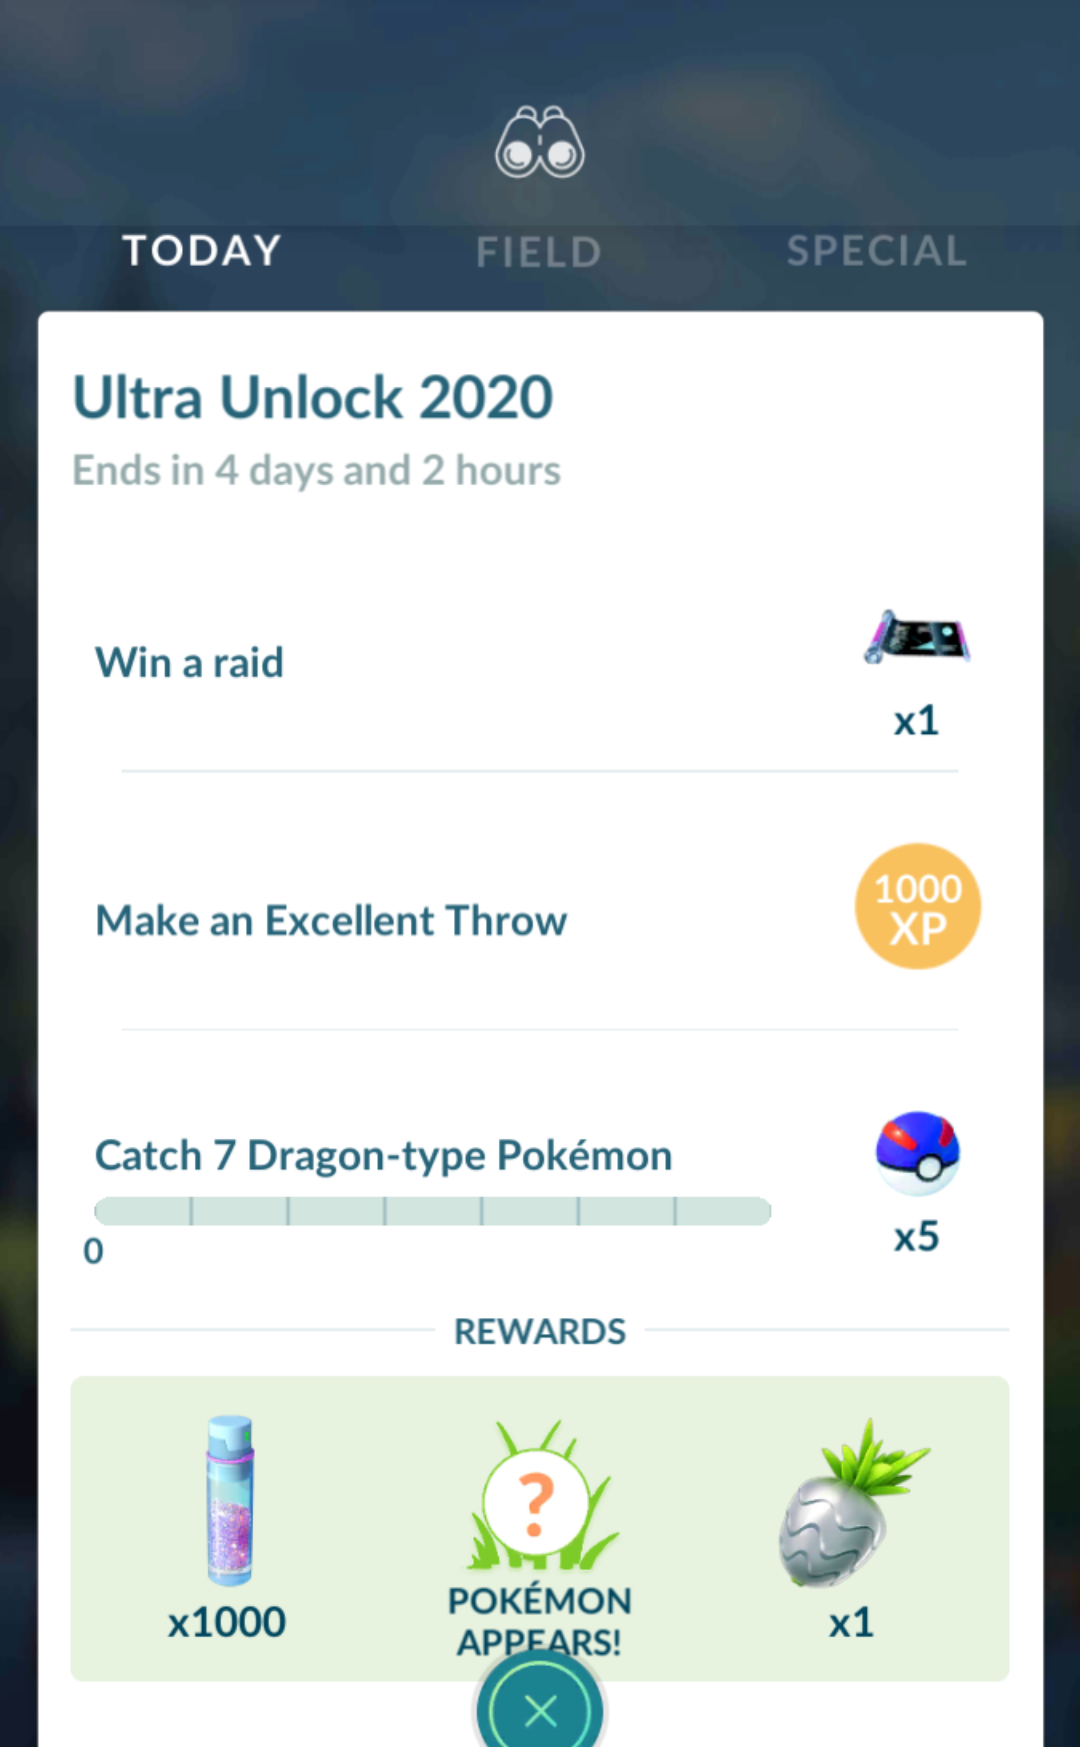 TODAY
FIELD
SPECIAL
Ultra Unlock 2020
Ends in 4 days and 2 hours
Win a raid
x1
Make an Excellent Throw
1000
XP
Catch 7 Dragon-type Pokémon
0
x5
REWARDS
?
x1000
POKÉMON
APPEARS!
x1